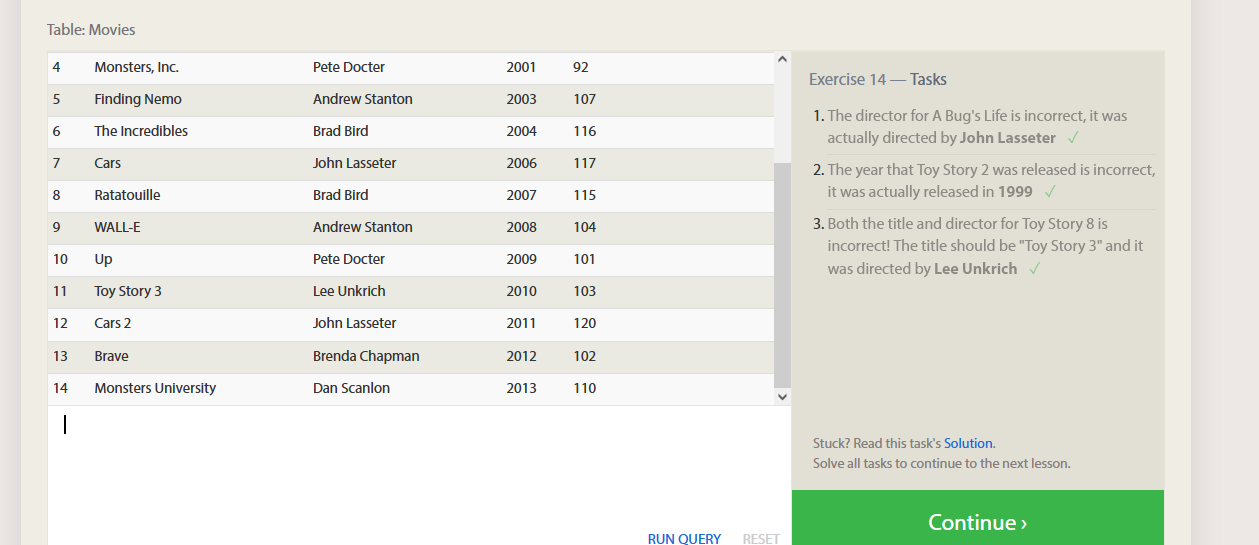 Table: Movies
4 Monsters, Inc. Pete Docter 2001 92
5 Finding Nemo Andrew Stanton 2003 107
6 The Incredibles Brad Bird 2004 116
7 Cars John Lasseter 2006 117
8 Ratatouille Brad Bird 2007 115
9 WALL-E Andrew Stanton 2008 104
10 Up Pete Docter 2009 101
11 Toy Story 3 Lee Unkrich 2010 103
12 Cars 2 John Lasseter 2011 120
13 Brave Brenda Chapman 2012 102
14 Monsters University Dan Scanlon 2013 110
RUN QUERY RESET
Exercise 14 — Tasks
1. The director for A Bug's Life is incorrect, it was
actually directed by John Lasseter ✓
2. The year that Toy Story 2 was released is incorrect,
it was actually released in 1999 ✓
3. Both the title and director for Toy Story 8 is
incorrect! The title should be "Toy Story 3" and it
was directed by Lee Unkrich ✓
Stuck? Read this task's Solution.
Solve all tasks to continue to the next lesson.
Continue ›